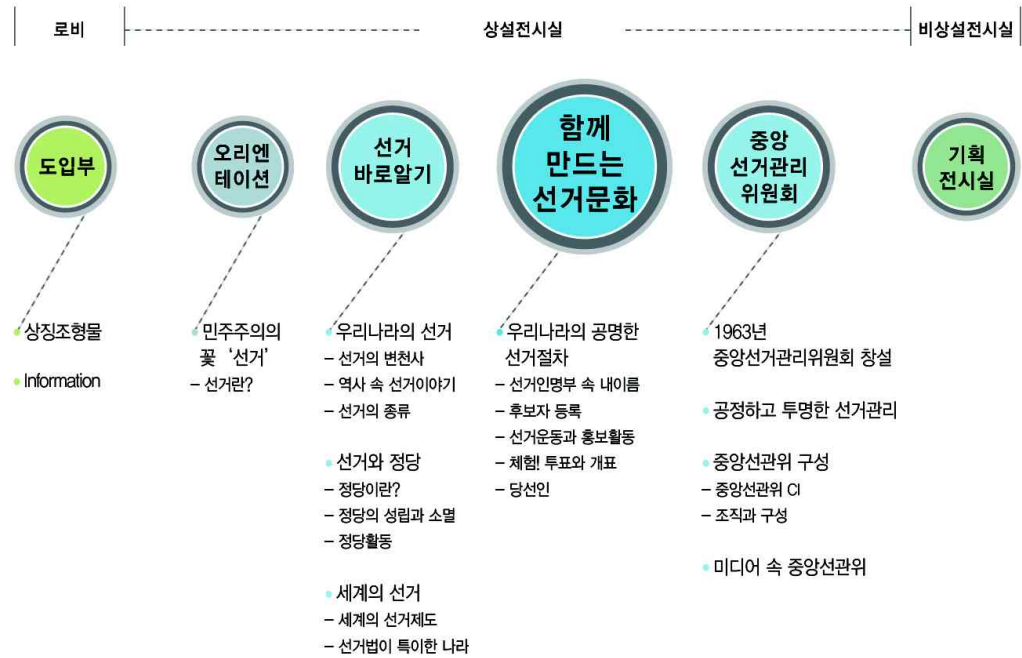 로비
상설전시실
비상설전시실
도입부
오리엔
테이션
선거
바로알기
함께
만드는
선거문화
중앙
선거관리
위원회
기획
전시실
• 상징조형물
• Information
• 민주주의의
꽃 ‘선거’
– 선거란?
• 우리나라의 선거
– 선거의 변천사
– 역사 속 선거이야기
– 선거의 종류
• 선거와 정당
– 정당이란?
– 정당의 성립과 소멸
– 정당활동
• 세계의 선거
– 세계의 선거제도
– 선거법이 특이한 나라
• 우리나라의 공명한
선거절차
– 선거인명부 속 내이름
– 후보자 등록
– 선거운동과 홍보활동
– 체험! 투표와 개표
– 당선인
• 1963년
중앙선거관리위원회 창설
• 공정하고 투명한 선거관리
• 중앙선관위 구성
– 중앙선관위 CI
– 조직과 구성
• 미디어 속 중앙선관위